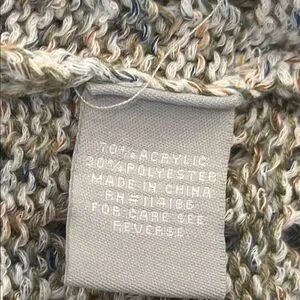 70% ACRYLIC
30% POLYESTER
MADE IN CHINA
RN# 114186
FOR CARE SEE
REVERSE